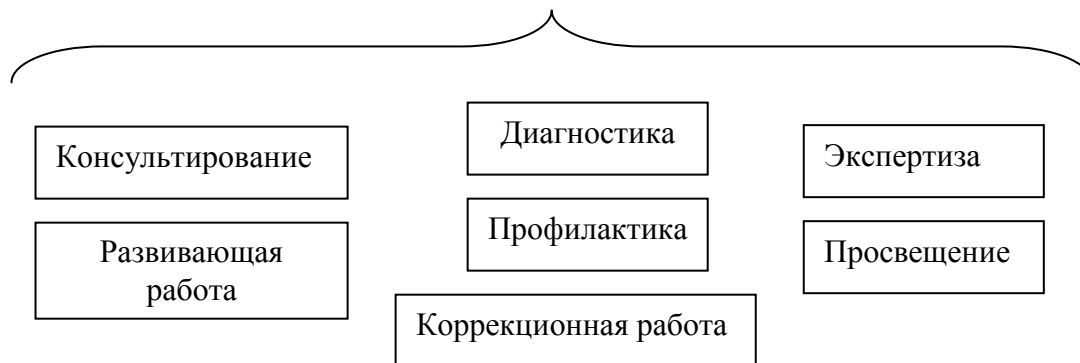 Консультирование
Развивающая
работа
Диагностика
Профилактика
Коррекционная работа
Экспертиза
Просвещение